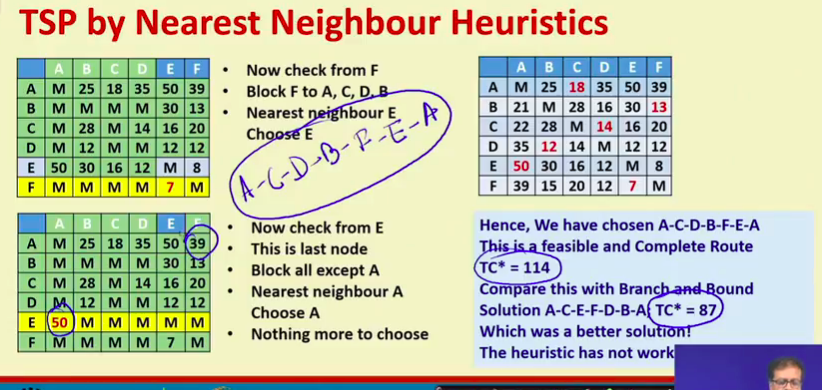 TSP by Nearest Neighbour Heuristics
A B C D E F
A M 25 18 35 50 39
B M M M M 30 13
C M 28 M 14 16 20
D M 12 M M 12 12
E 50 30 16 12 M 8
F M M M M 7 M
• Now check from F
• Block F to A, C, D, B
• Nearest neighbour E
Choose E
A-C-D-B-F-E-A
A B C D E F
A M 25 18 35 50 39
B 21 M 28 16 30 13
C 22 28 M 14 16 20
D 35 12 14 M 12 12
E 50 30 16 12 M 8
F 39 15 20 12 7 M
A B C D E F
A M 25 18 35 50 39
B M M M M 30 13
C M 28 M 14 16 20
D M 12 M M 12 12
E 50 M M M M M
F M M M M 7 M
• Now check from E
• This is last node
• Block all except A
• Nearest neighbour A
Choose A
• Nothing more to choose
Hence, We have chosen A-C-D-B-F-E-A
This is a feasible and Complete Route
TC* = 114
Compare this with Branch and Bound
Solution A-C-E-F-D-B-A, TC* = 87
Which was a better solution!
The heuristic has not work